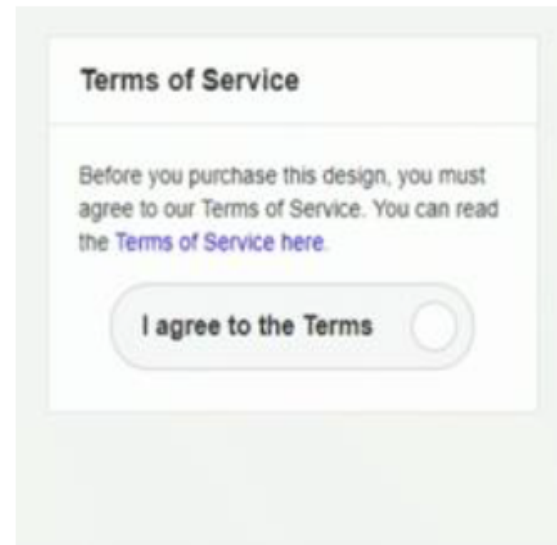 Terms of Service
Before you purchase this design, you must
agree to our Terms of Service. You can read
the Terms of Service here.
I agree to the Terms